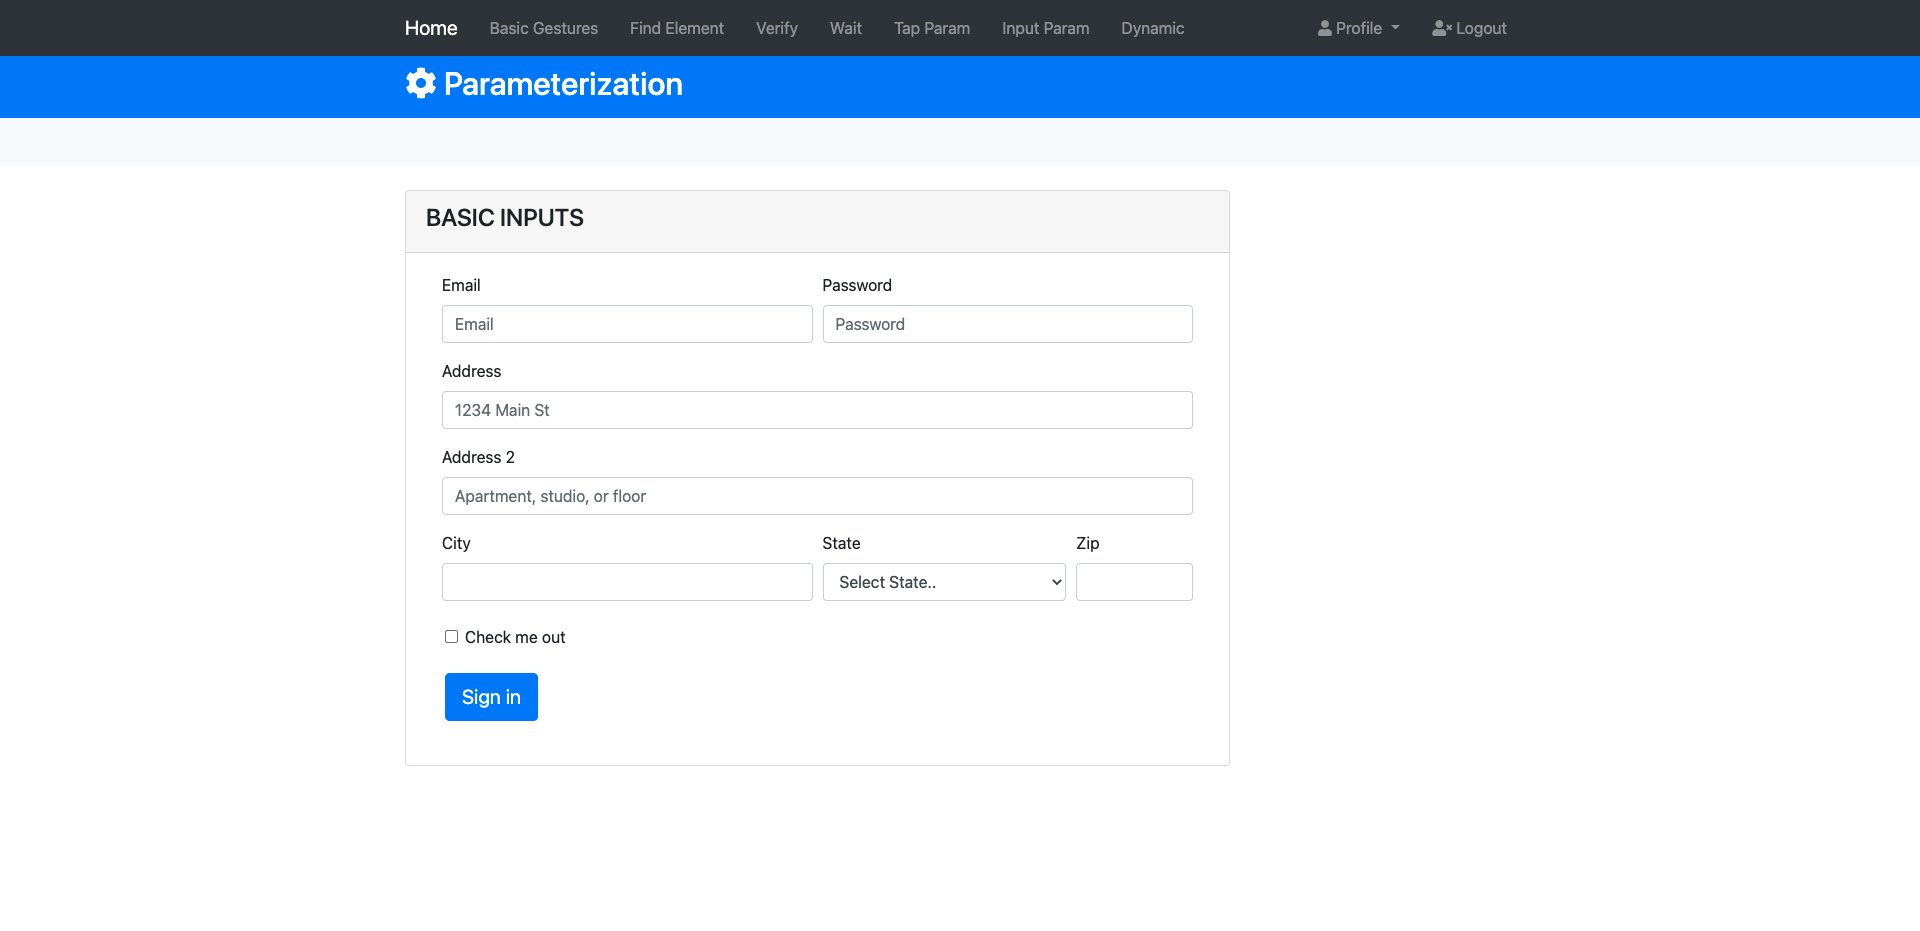 Home Basic Gestures Find Element Verify Wait Tap Param Input Param Dynamic Profile Logout
Parameterization
BASIC INPUTS
Email Password
Email Password
Address
1234 Main St
Address 2
Apartment, studio, or floor
City State Zip
Select State..
Check me out
Sign in